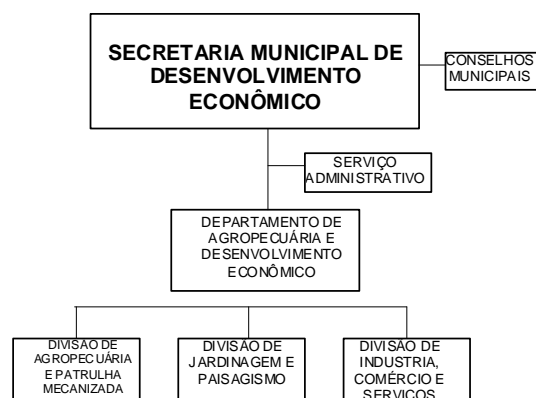 SECRETARIA MUNICIPAL DE
DESENVOLVIMENTO
ECONÔMICO
CONSELHOS
MUNICIPAIS
SERVIÇO
ADMINISTRATIVO
DEPARTAMENTO DE
AGROPECUÁRIA E
DESENVOLVIMENTO
ECONÔMICO
DIVISÃO DE
AGROPECUÁRIA
E PATRULHA
MECANIZADA
DIVISÃO DE
JARDINAGEM E
PAISAGISMO
DIVISÃO DE
INDUSTRIA,
COMÉRCIO E
SERVIÇOS